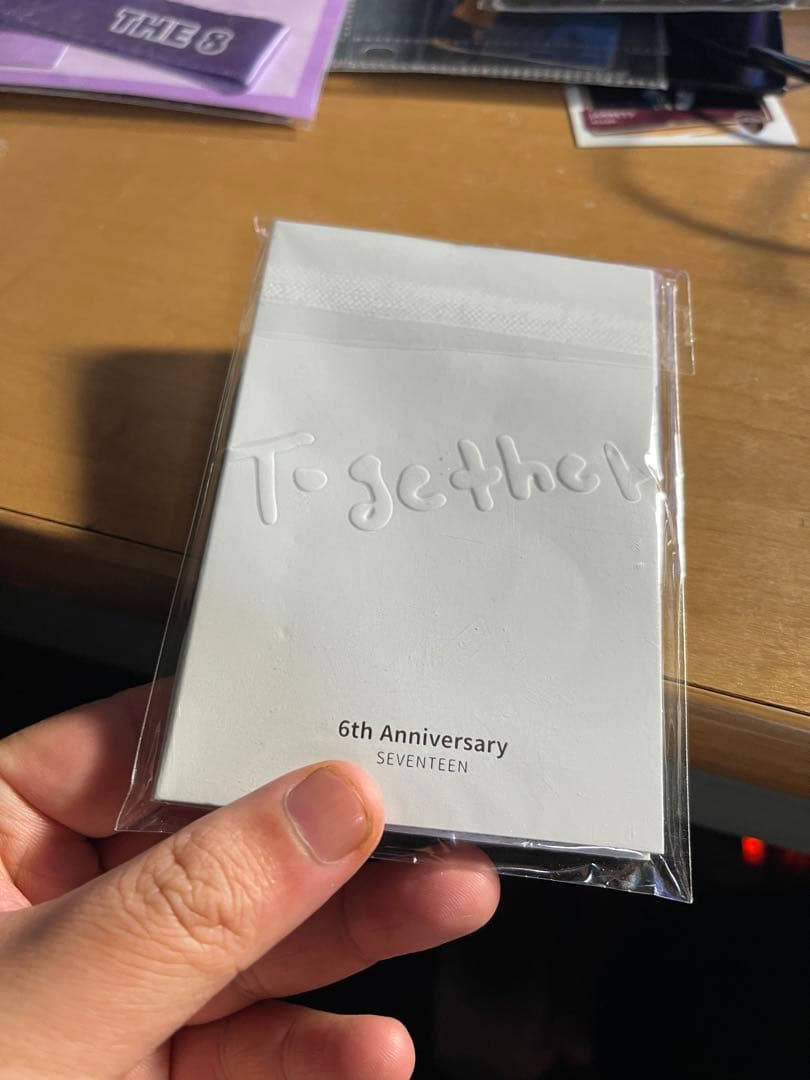 THE 8
Together
6th Anniversary
SEVENTEEN